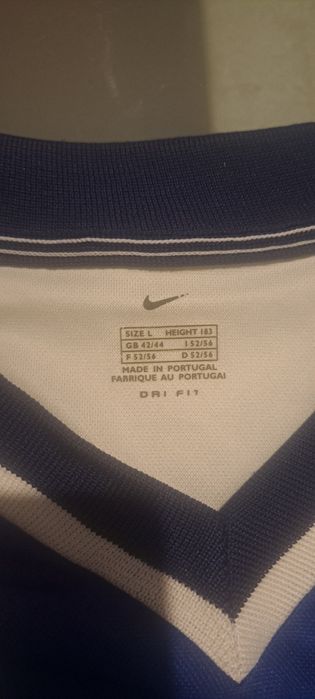 SIZE L HEIGHT 183
GB 42/44 I 52/56
F 52/56 D 52/56
MADE IN PORTUGAL
FABRIQUE AU PORTUGAL
DRI FIT